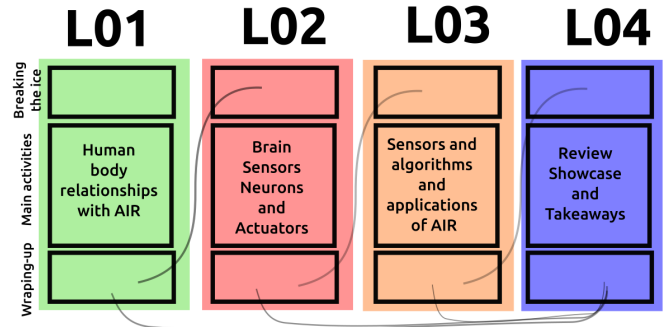 L01
L02
L03
L04
Breaking
the ice
Main activities
Human
body
relationships
with AIR
Brain
Sensors
Neurons
and
Actuators
Sensors and
algorithms
and
applications
of AIR
Review
Showcase
and
Takeaways
Wraping-up